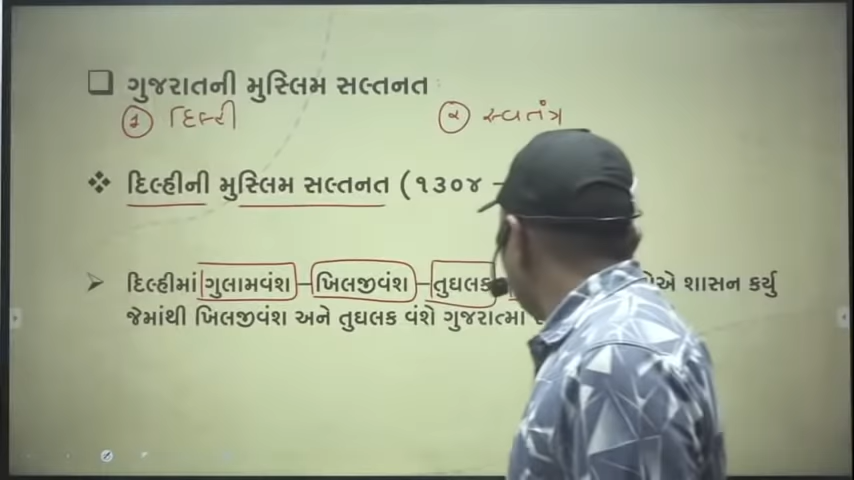 ગુજરાતની મુસ્લિમ સલ્તનત
૧ દિલ્હી ૨ સ્વતંત્ર
દિલ્હીની મુસ્લિમ સલ્તનત (૧૩૦૪ –
દિલ્હીમાં ગુલામવંશ – ખિલજીવંશ – તુઘલક શાસન કર્યુ
જેમાંથી ખિલજીવંશ અને તુઘલક વંશે ગુજરાતમાં